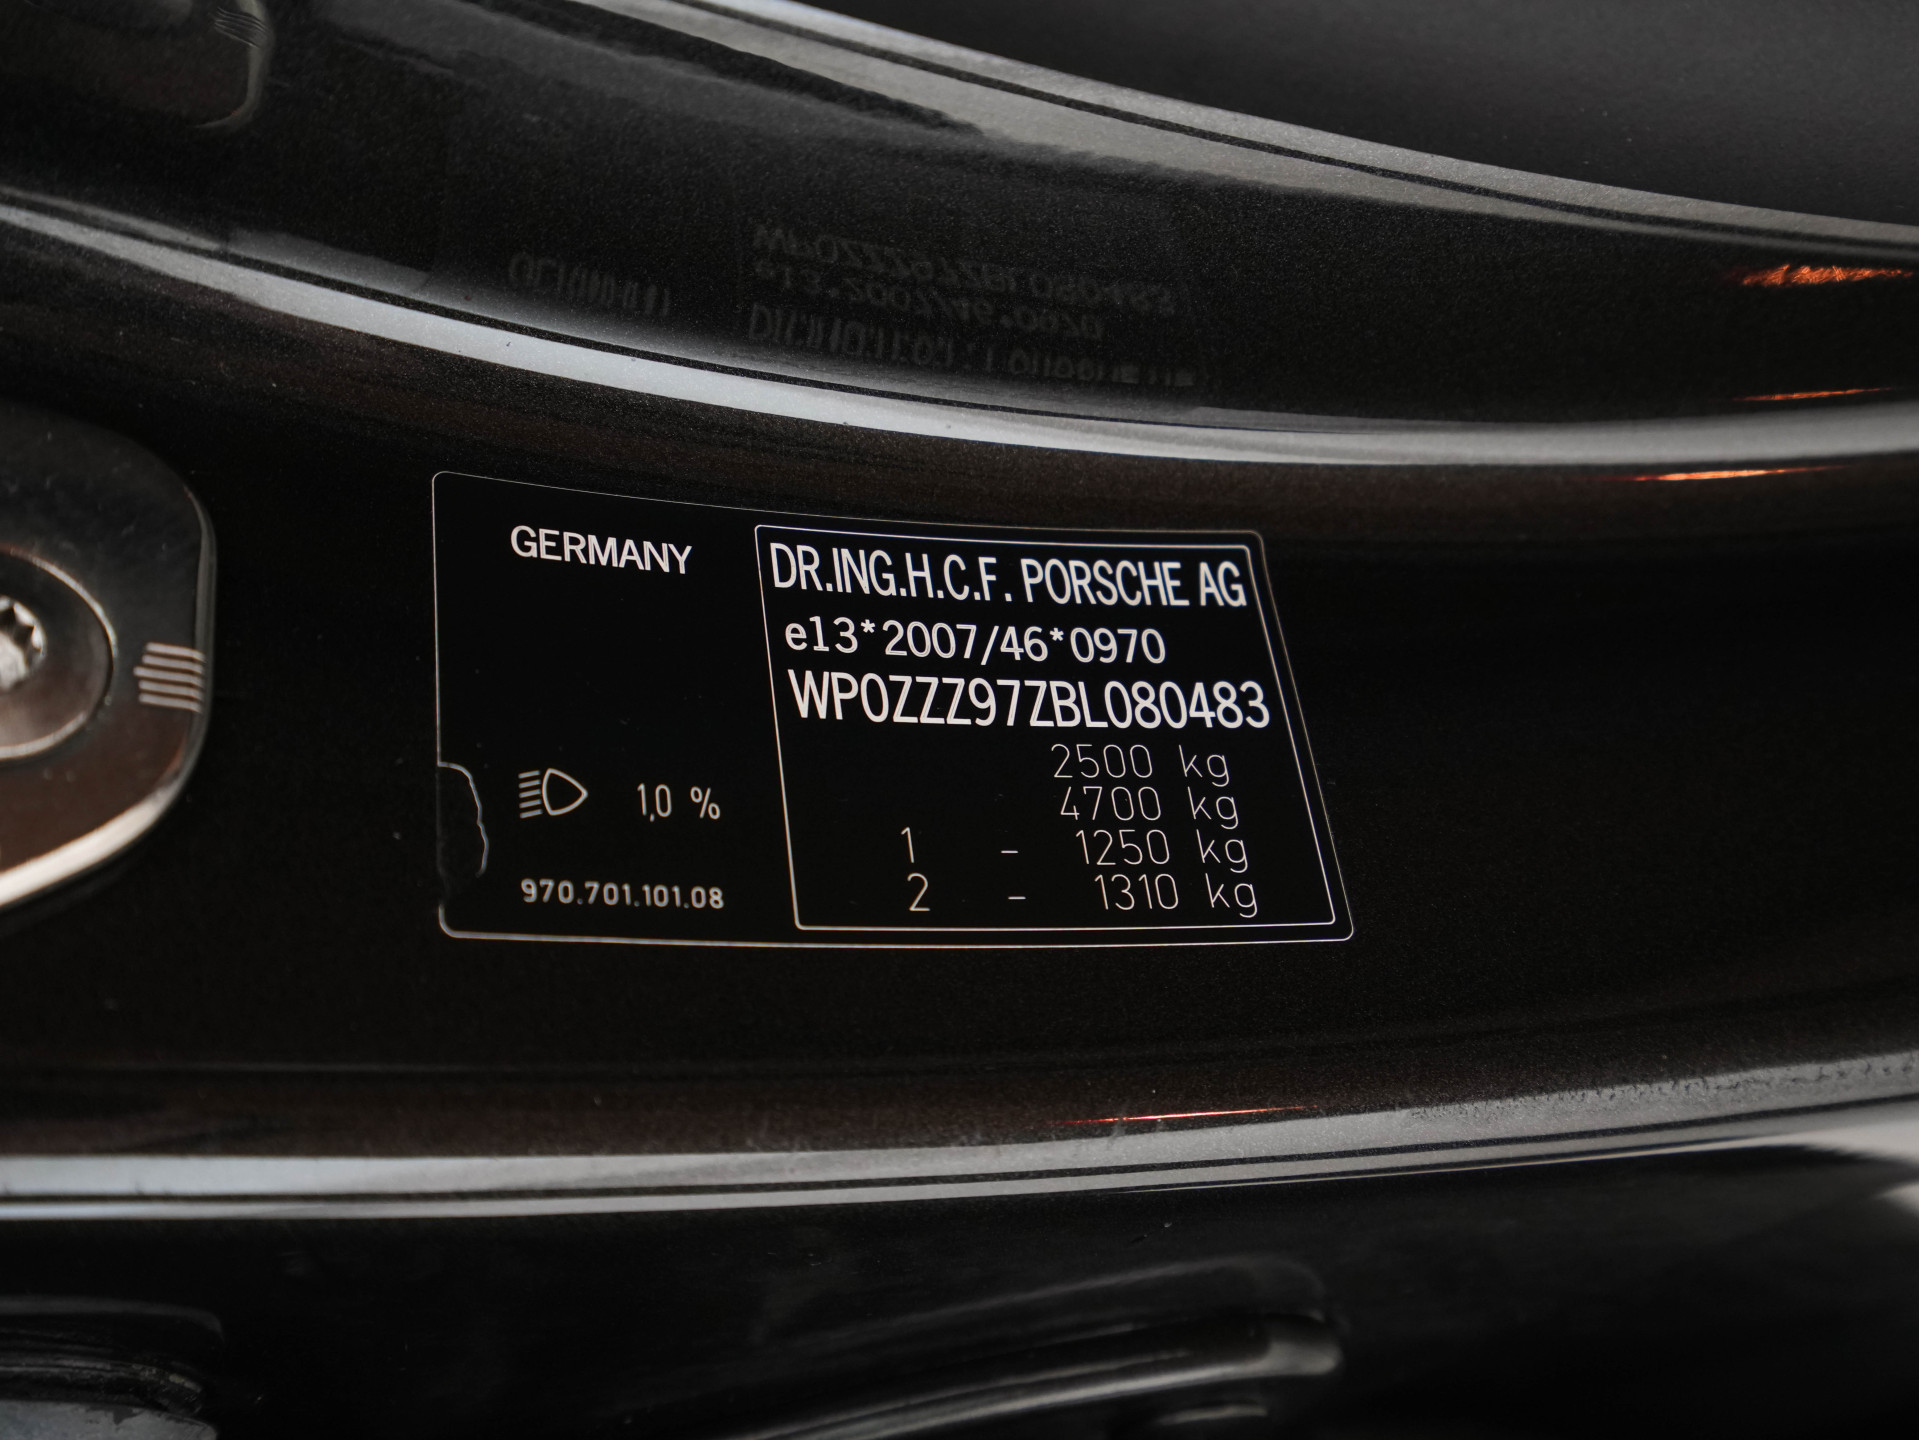 GERMANY
DR.ING.H.C.F. PORSCHE AG
e13*2007/46*0970
WP0ZZZ97ZBL080483
2500 kg
4700 kg
1 - 1250 kg
2 - 1310 kg
1,0 %
970.701.101.08